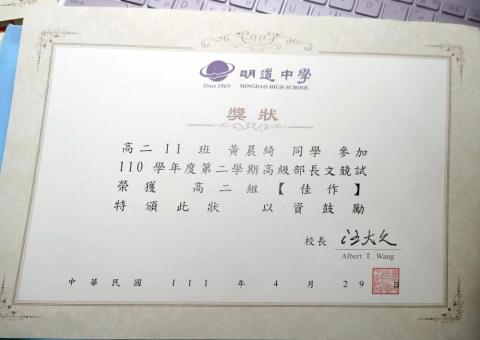 明道中學
Since 1969 MINGDAO HIGH SCHOOL
獎狀
高二 11 班 黃晨綺 同學 參加
110 學年度第二學期高級部長文競試
榮獲 高二組【佳作】
特頒此狀 以資鼓勵
校長 汪大久
Albert T. Wang
中華民國 111 年 4 月 29 日